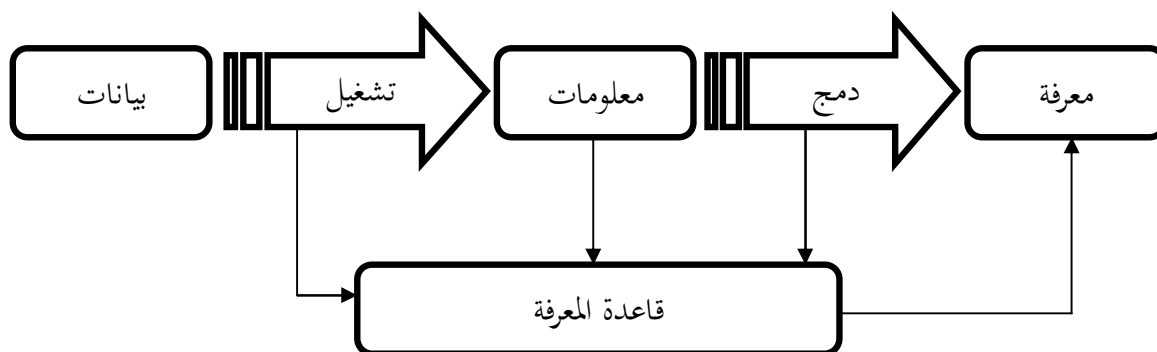 بيانات
تشغيل
معلومات
دمج
معرفة
قاعدة المعرفة